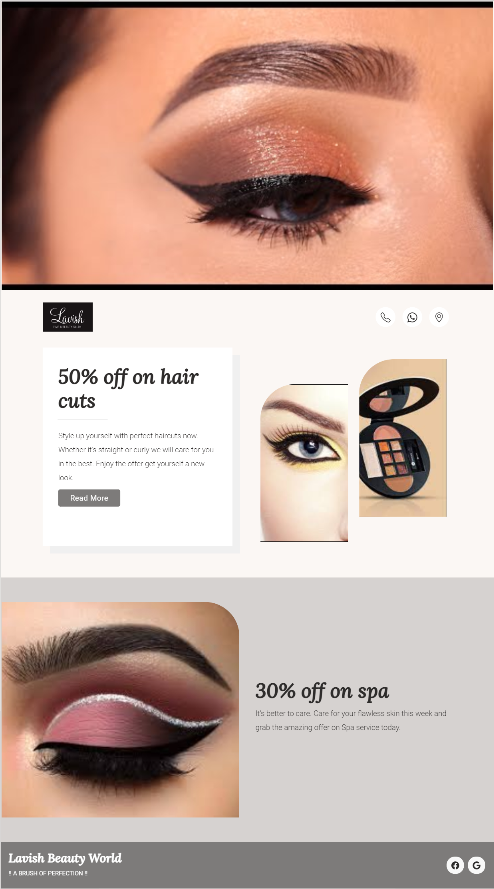 Lavish
50% off on hair
cuts
Style up yourself with perfect haircuts now.
Whether it's straight or curly we will care for you
in the best. Enjoy the offer get yourself a new
look.
Read More
30% off on spa
It's better to care. Care for your flawless skin this week and
grab the amazing offer on Spa service today.
Lavish Beauty World
!! A BRUSH OF PERFECTION !!
G